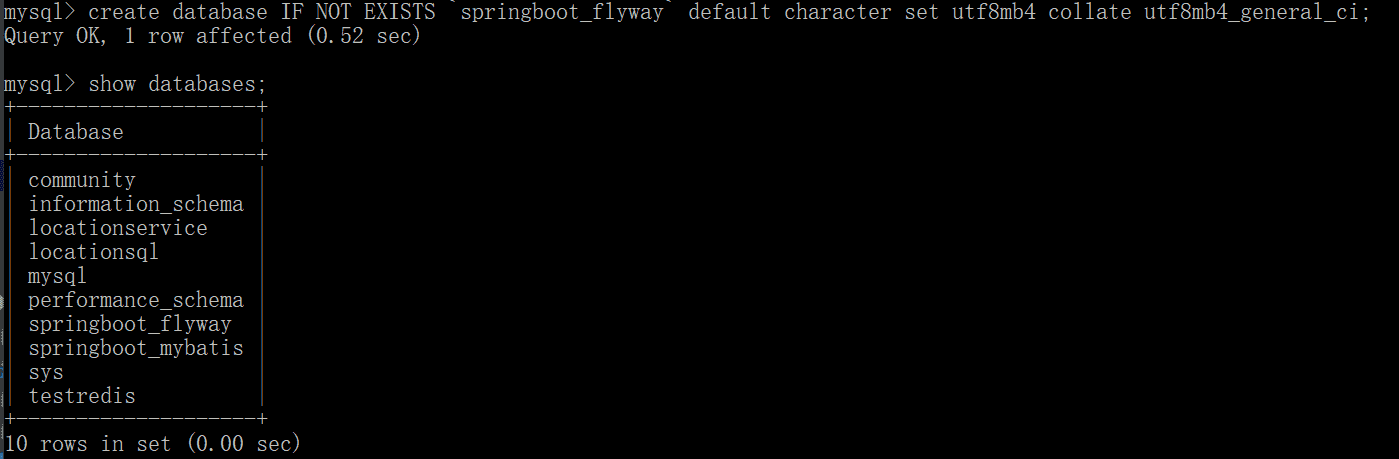 mysql> create database IF NOT EXISTS `springboot_flyway` default character set utf8mb4 collate utf8mb4_general_ci;
Query OK, 1 row affected (0.52 sec)
mysql> show databases;
+--------------------+
| Database           |
+--------------------+
| community          |
| information_schema |
| locationservice    |
| locationsql        |
| mysql              |
| performance_schema |
| springboot_flyway  |
| springboot_mybatis |
| sys                |
| testredis          |
+--------------------+
10 rows in set (0.00 sec)